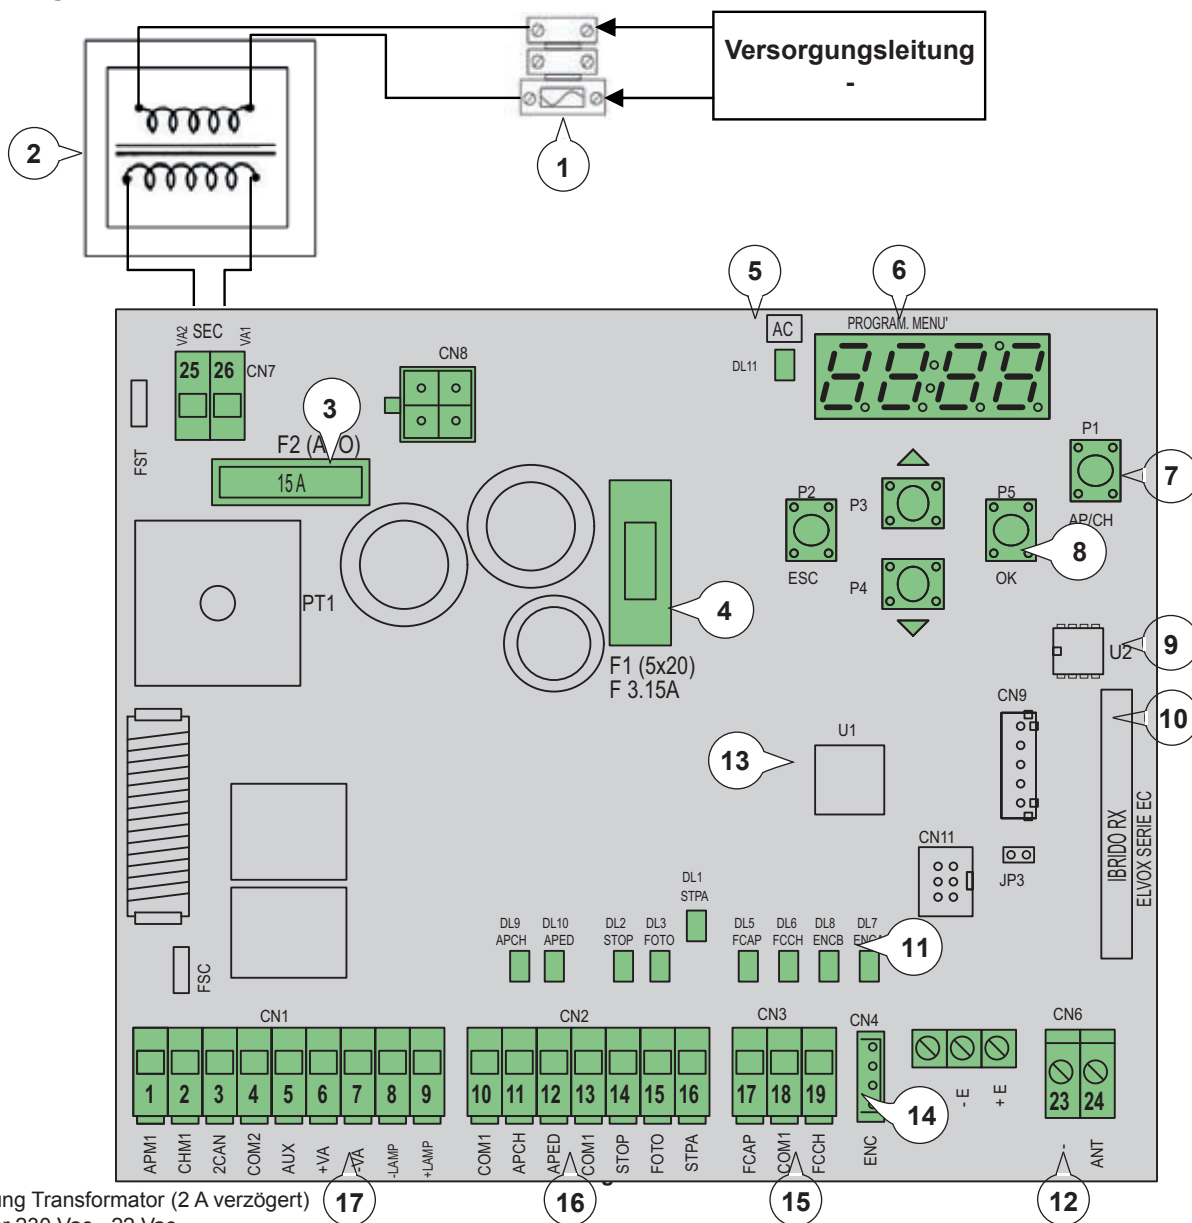 Versorgungsleitung
-
1
2
5
6
VA2
SEC
VA1
25
26
CN7
CN8
AC
DL11
PROGRAM. MENU'
3
F2 (A
O)
15 A
FST
P1
7
AP/CH
P2
ESC
P3
P4
P5
8
OK
PT1
4
F1 (5x20)
F 3.15A
U2
9
CN9
10
U1
13
IBRIDO RX
ELVOX SERIE EC
CN11
JP3
DL1
STPA
DL9
APCH
DL10
APED
DL2
STOP
DL3
FOTO
DL5
FCAP
DL6
FCCH
DL8
ENCB
DL7
11
FSC
CN1
CN2
CN3
CN4
CN6
1
2
3
4
5
6
7
8
9
10
11
12
13
14
15
16
17
18
19
14
23
24
APM1
CHM1
2CAN
COM2
AUX
+VA
-VA
-LAMP
+LAMP
COM1
APCH
APED
COM1
STOP
FOTO
STPA
FCAP
COM1
FCCH
ENC
- E
+ E
-
ANT
17
16
15
12
ng Transformator (2 A verzögert)